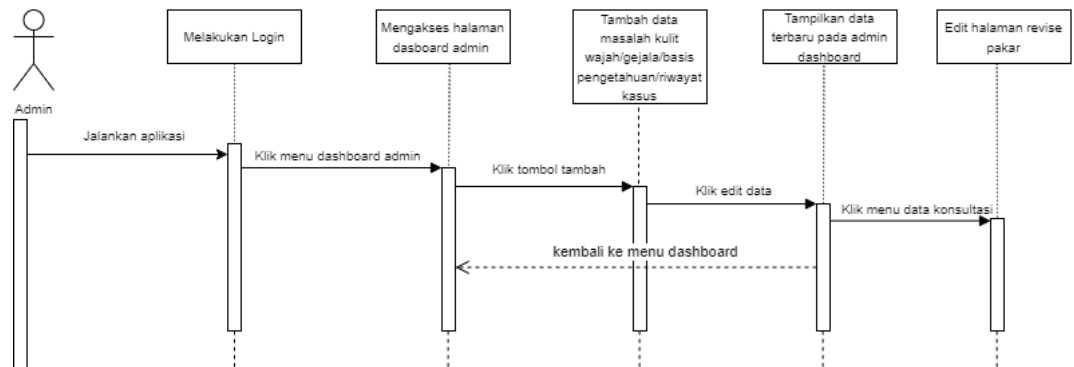 Melakukan Login
Mengakses halaman
dasboard admin
Tambah data
masalah kulit
wajah/gejala/basis
pengetahuan/riwayat
kasus
Tampilkan data
terbaru pada admin
dashboard
Edit halaman revise
pakar
Admin
Jalankan aplikasi
Klik menu dashboard admin
Klik tombol tambah
Klik edit data
Klik menu data konsultasi
kembali ke menu dashboard